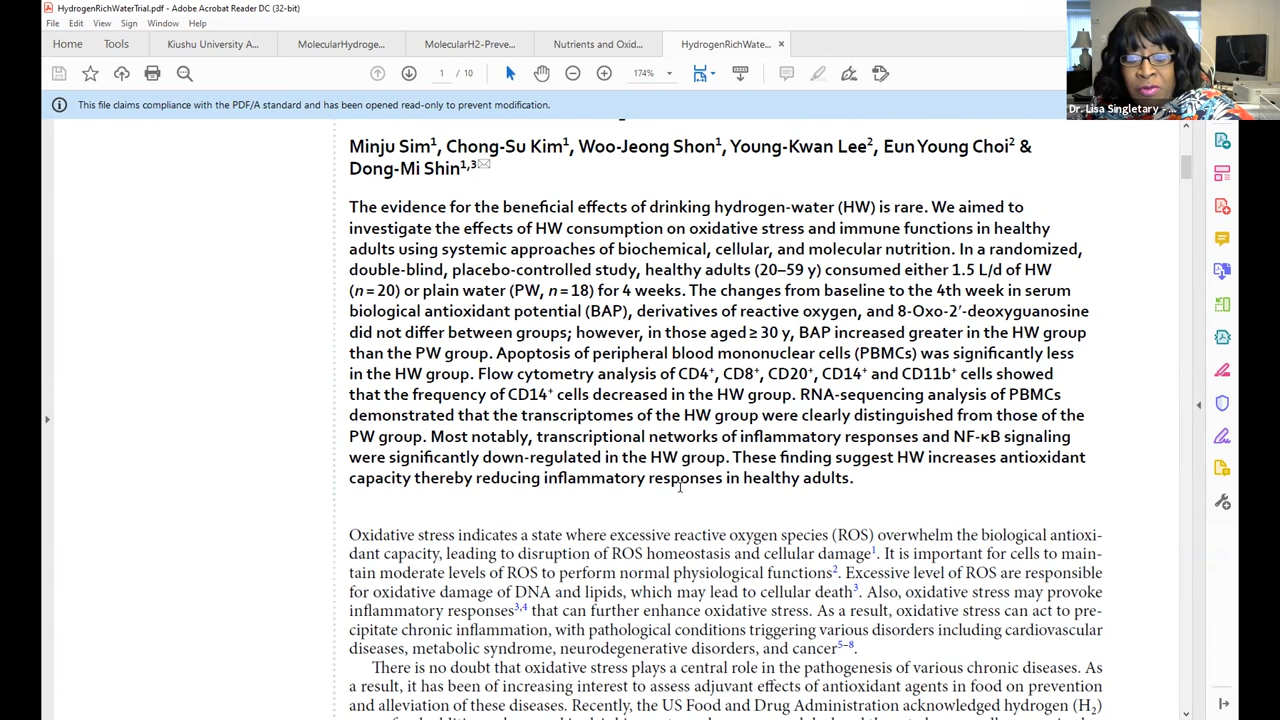 HydrogenRichWaterTrial.pdf - Adobe Acrobat Reader DC (32-bit)
File Edit View Sign Window Help
Home Tools Kiushu University A... MolecularHydroge... MolecularH2-Preve... Nutrients and Oxid... HydrogenRichWate... ×
/ 10 174%
This file claims compliance with the PDF/A standard and has been opened read-only to prevent modification.
Dr. Lisa Singletary - ...
Minju Sim1, Chong-Su Kim1, Woo-Jeong Shon1, Young-Kwan Lee2, Eun Young Choi2 &
Dong-Mi Shin1,3✉
The evidence for the beneficial effects of drinking hydrogen-water (HW) is rare. We aimed to
investigate the effects of HW consumption on oxidative stress and immune functions in healthy
adults using systemic approaches of biochemical, cellular, and molecular nutrition. In a randomized,
double-blind, placebo-controlled study, healthy adults (20–59 y) consumed either 1.5 L/d of HW
(n = 20) or plain water (PW, n = 18) for 4 weeks. The changes from baseline to the 4th week in serum
biological antioxidant potential (BAP), derivatives of reactive oxygen, and 8-Oxo-2′-deoxyguanosine
did not differ between groups; however, in those aged ≥ 30 y, BAP increased greater in the HW group
than the PW group. Apoptosis of peripheral blood mononuclear cells (PBMCs) was significantly less
in the HW group. Flow cytometry analysis of CD4+, CD8+, CD20+, CD14+ and CD11b+ cells showed
that the frequency of CD14+ cells decreased in the HW group. RNA-sequencing analysis of PBMCs
demonstrated that the transcriptomes of the HW group were clearly distinguished from those of the
PW group. Most notably, transcriptional networks of inflammatory responses and NF-κB signaling
were significantly down-regulated in the HW group. These finding suggest HW increases antioxidant
capacity thereby reducing inflammatory responses in healthy adults.
Oxidative stress indicates a state where excessive reactive oxygen species (ROS) overwhelm the biological antioxi-
dant capacity, leading to disruption of ROS homeostasis and cellular damage1. It is important for cells to main-
tain moderate levels of ROS to perform normal physiological functions2. Excessive level of ROS are responsible
for oxidative damage of DNA and lipids, which may lead to cellular death3. Also, oxidative stress may provoke
inflammatory responses3,4 that can further enhance oxidative stress. As a result, oxidative stress can act to pre-
cipitate chronic inflammation, with pathological conditions triggering various disorders including cardiovascular
diseases, metabolic syndrome, neurodegenerative disorders, and cancer5–8.
There is no doubt that oxidative stress plays a central role in the pathogenesis of various chronic diseases. As
a result, it has been of increasing interest to assess adjuvant effects of antioxidant agents in food on prevention
and alleviation of these diseases. Recently, the US Food and Drug Administration acknowledged hydrogen (H2)